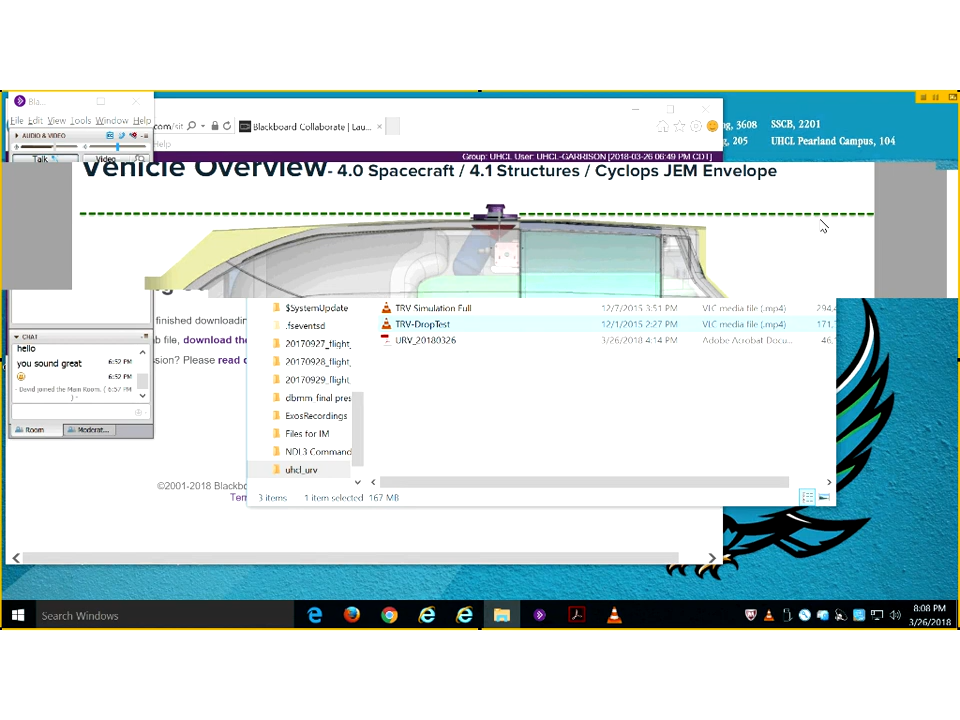 Bla...
File Edit View Tools Window Help
AUDIO & VIDEO
Talk
Video
Blackboard Collaborate | Lau...
Help
3608 SSCB, 2201
205 UHCL Pearland Campus, 104
Group: UHCL User: UHCL-GARRISON [2018-03-26 06:49 PM CDT]
Vehicle Overview- 4.0 Spacecraft / 4.1 Structures / Cyclops JEM Envelope
CHAT
hello
you sound great 6:52 PM
6:52 PM
- David joined the Main Room. ( 6:57 PM
) -
Room
Moderat...
finished downloadin
b file, download the
sion? Please read
©2001-2018 Blackbo
$SystemUpdate
.fseventsd
20170927_flight_
20170928_flight_
20170929_flight_
dbmm_final pres
ExosRecordings
Files for IM
NDL3 Command
uhcl_urv
TRV Simulation Full 12/7/2015 3:51 PM VLC media file (.mp4) 294,
TRV-DropTest 12/1/2015 2:27 PM VLC media file (.mp4) 171,
URV_20180326 3/26/2018 4:14 PM Adobe Acrobat Docu... 46,
3 items 1 item selected 167 MB
Search Windows
8:08 PM
3/26/2018